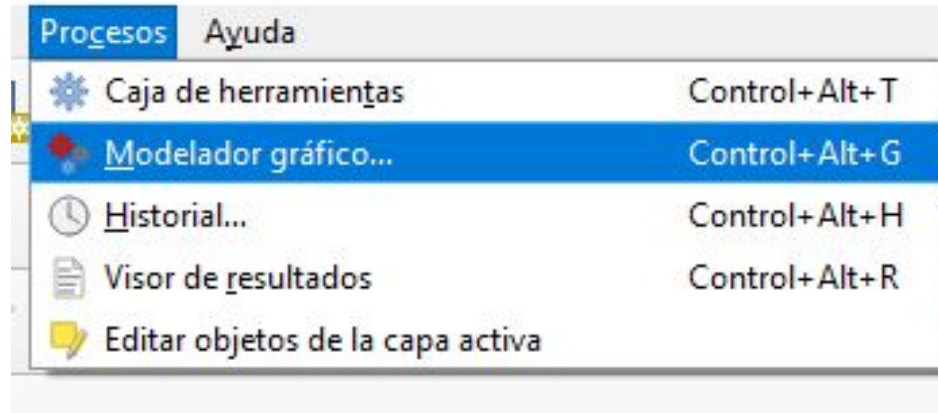 Procesos Ayuda
Caja de herramientas Control+Alt+T
Modelador gráfico... Control+Alt+G
Historial... Control+Alt+H
Visor de resultados Control+Alt+R
Editar objetos de la capa activa